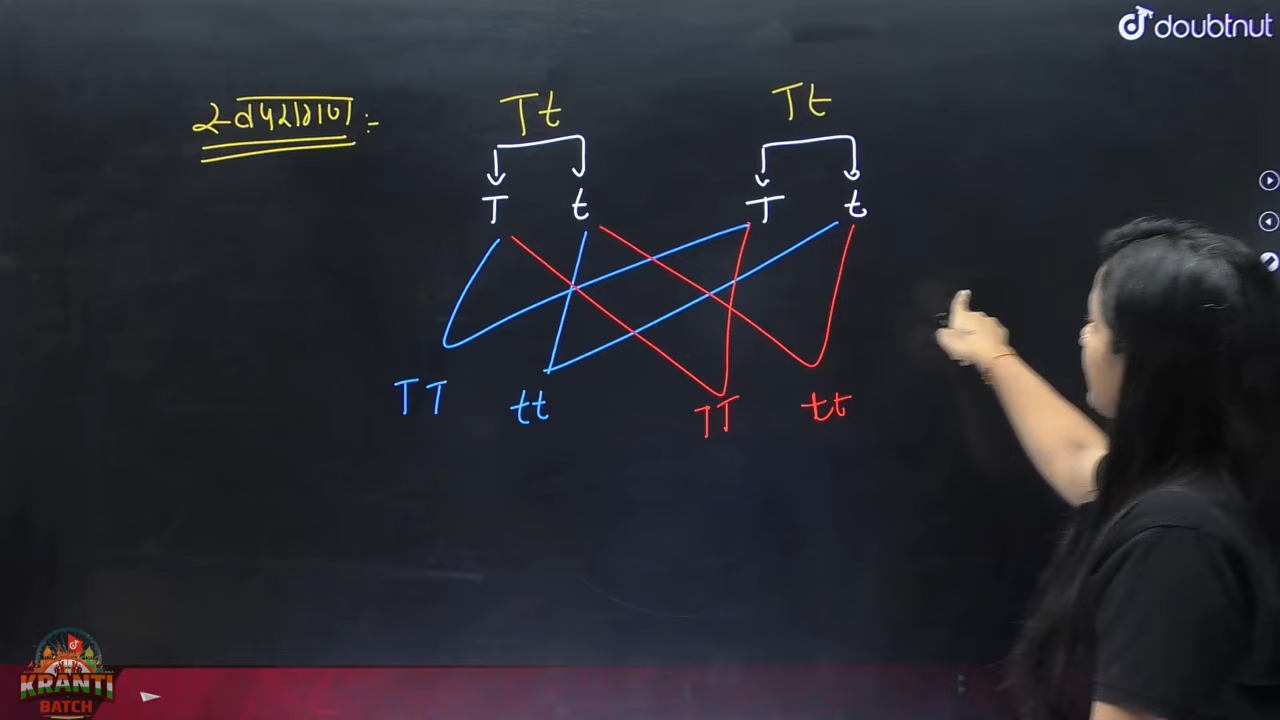 doubtnut
स्वपरागण :-
Tt Tt
T t T t
TT tt TT tt
KRANTI
BATCH